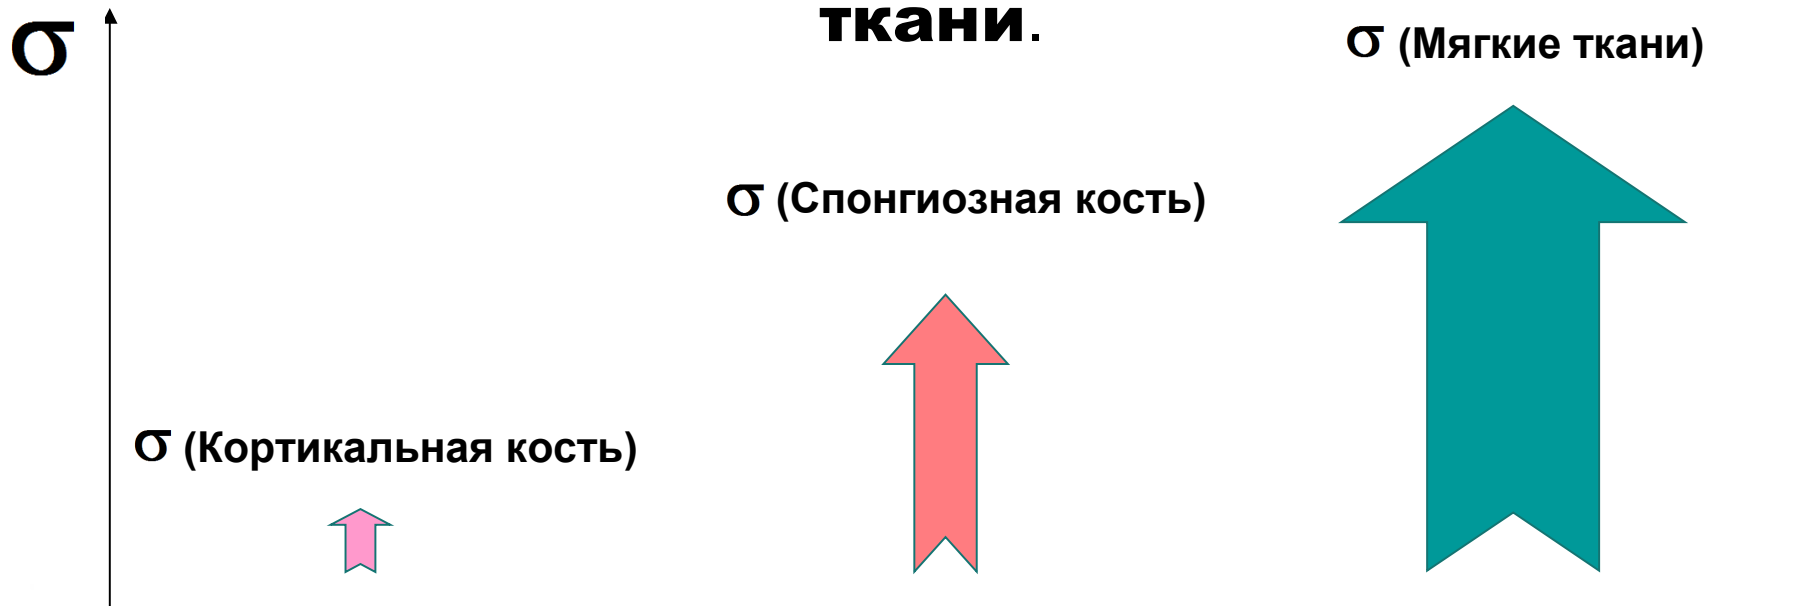 ткани.
σ
σ (Мягкие ткани)
σ (Спонгиозная кость)
σ (Кортикальная кость)